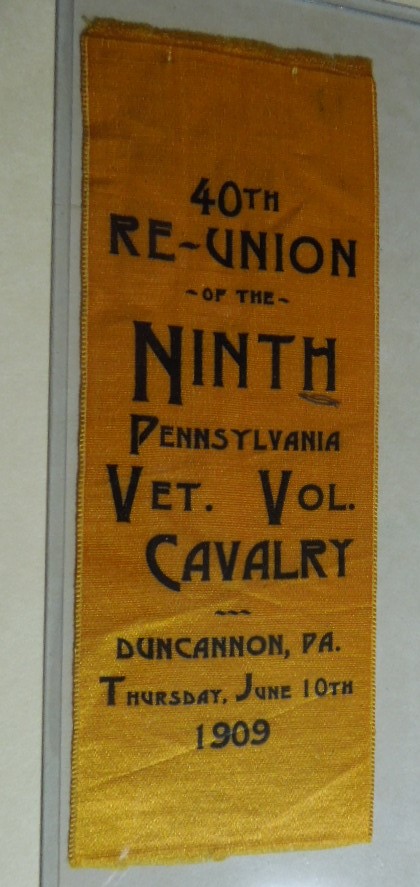 40TH
RE-UNION
~OF THE~
NINTH
PENNSYLVANIA
VET. VOL.
CAVALRY
~~~
DUNCANNON, PA.
THURSDAY, JUNE 10TH
1909